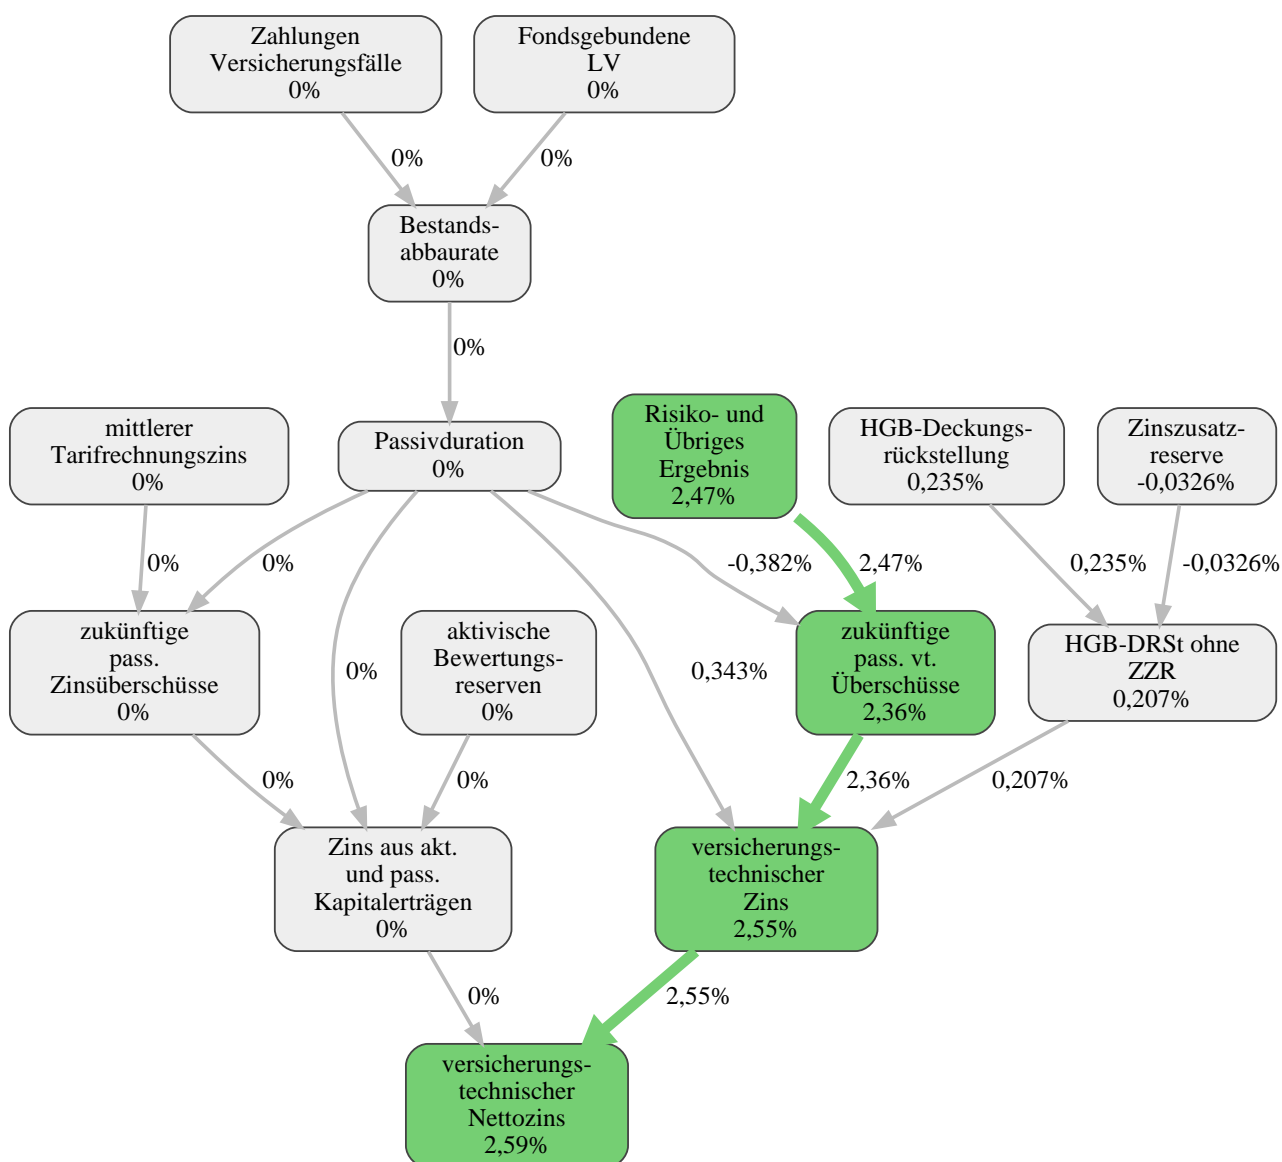 Zahlungen
Versicherungsfälle
0%
Fondsgebundene
LV
0%
0%
0%
Bestands-
abbaurate
0%
0%
mittlerer
Tarifrechnungszins
0%
Passivduration
0%
Risiko- und
Übriges
Ergebnis
2,47%
HGB-Deckungs-
rückstellung
0,235%
Zinszusatz-
reserve
-0,0326%
0%
0%
0%
0,343%
-0,382%
2,47%
0,235%
-0,0326%
zukünftige
pass.
Zinsüberschüsse
0%
aktivische
Bewertungs-
reserven
0%
zukünftige
pass. vt.
Überschüsse
2,36%
HGB-DRSt ohne
ZZR
0,207%
0%
0%
2,36%
0,207%
Zins aus akt.
und pass.
Kapitalerträgen
0%
versicherungs-
technischer
Zins
2,55%
0%
2,55%
versicherungs-
technischer
Nettozins
2,59%